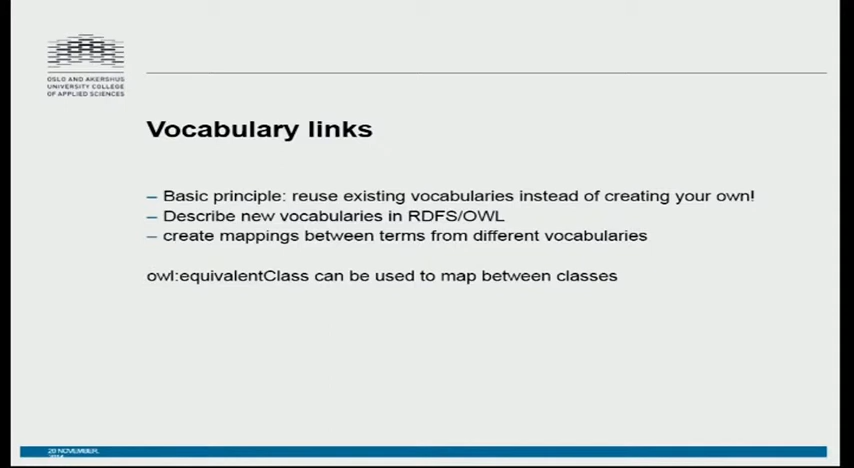 OSLO AND AKERSHUS
UNIVERSITY COLLEGE
OF APPLIED SCIENCES
Vocabulary links
– Basic principle: reuse existing vocabularies instead of creating your own!
– Describe new vocabularies in RDFS/OWL
– create mappings between terms from different vocabularies
owl:equivalentClass can be used to map between classes
20 NOVEMBER,